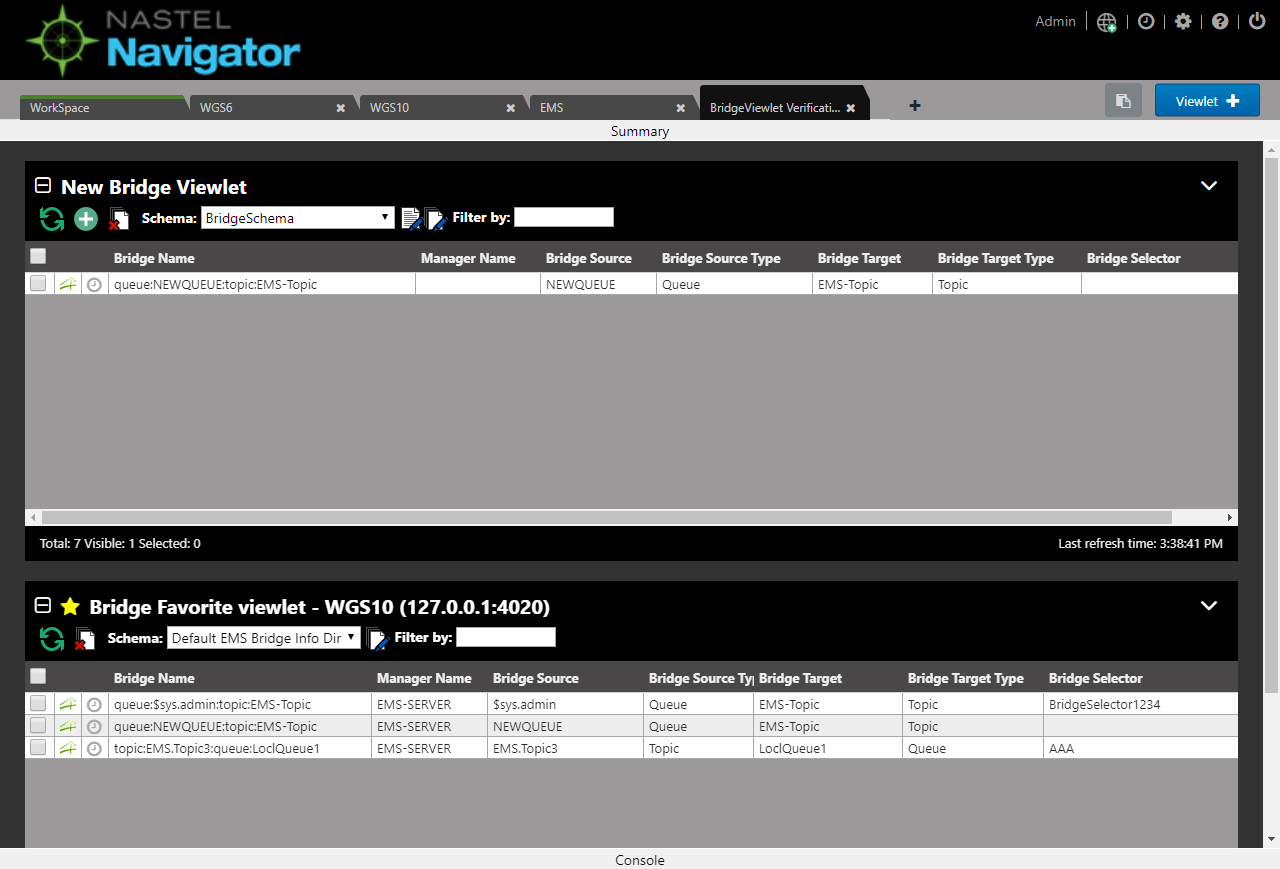 NASTEL
Navigator
Admin
WorkSpace WGS6 WGS10 EMS BridgeViewlet Verificati...
Viewlet
Summary
New Bridge Viewlet
Schema: BridgeSchema Filter by:
Bridge Name Manager Name Bridge Source Bridge Source Type Bridge Target Bridge Target Type Bridge Selector
queue:NEWQUEUE:topic:EMS-Topic NEWQUEUE Queue EMS-Topic Topic
Total: 7 Visible: 1 Selected: 0 Last refresh time: 3:38:41 PM
Bridge Favorite viewlet - WGS10 (127.0.0.1:4020)
Schema: Default EMS Bridge Info Dir Filter by:
Bridge Name Manager Name Bridge Source Bridge Source Ty Bridge Target Bridge Target Type Bridge Selector
queue:$sys.admin:topic:EMS-Topic EMS-SERVER $sys.admin Queue EMS-Topic Topic BridgeSelector1234
queue:NEWQUEUE:topic:EMS-Topic EMS-SERVER NEWQUEUE Queue EMS-Topic Topic
topic:EMS.Topic3:queue:LoclQueue1 EMS-SERVER EMS.Topic3 Topic LoclQueue1 Queue AAA
Console